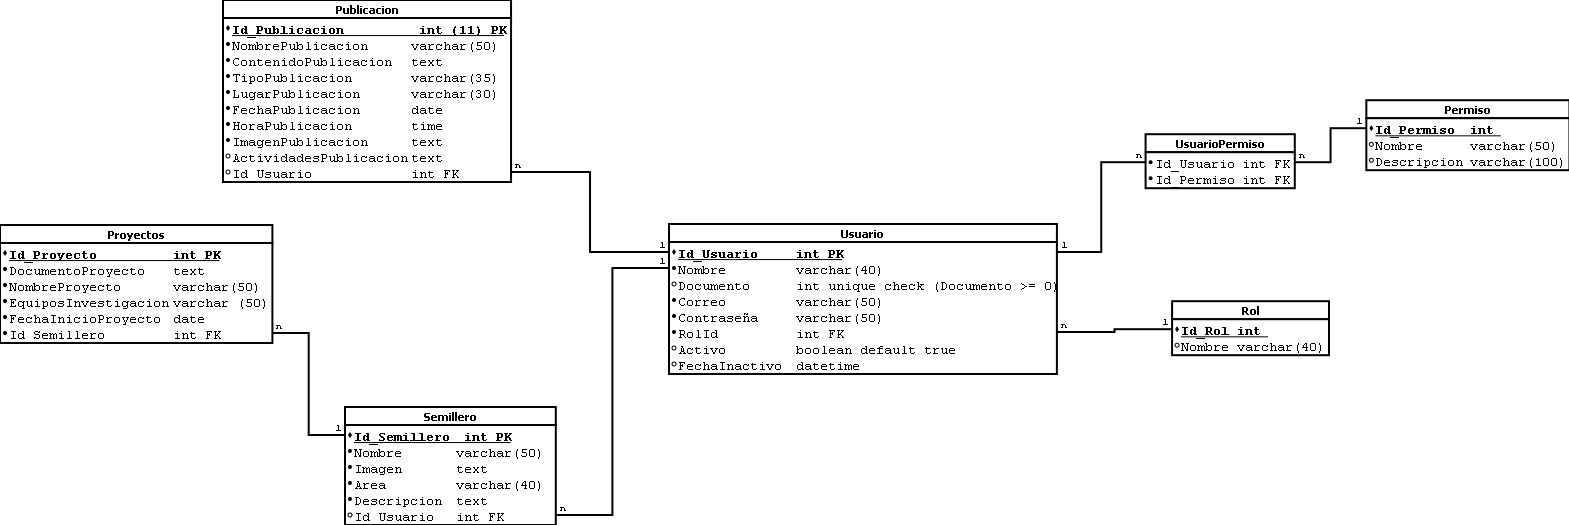 Publicacion
Id_Publicacion int (11) PK
NombrePublicacion varchar(50)
ContenidoPublicacion text
TipoPublicacion varchar(35)
LugarPublicacion varchar(30)
FechaPublicacion date
HoraPublicacion time
ImagenPublicacion text
ActividadesPublicacion text
Id_Usuario int FK
n
1
Proyectos
Id_Proyecto int PK
DocumentoProyecto text
NombreProyecto varchar(50)
EquiposInvestigacion varchar (50)
FechaInicioProyecto date
Id_Semillero int FK
n
1
Semillero
Id_Semillero int PK
Nombre varchar(50)
Imagen text
Area varchar(40)
Descripcion text
Id_Usuario int FK
n
1
Usuario
Id_Usuario int PK
Nombre varchar(40)
Documento int unique check (Documento >= 0)
Correo varchar(50)
Contraseña varchar(50)
RolId int FK
Activo boolean default true
FechaInactivo datetime
1
n
UsuarioPermiso
Id_Usuario int FK
Id_Permiso int FK
n
1
Permiso
Id_Permiso int
Nombre varchar(50)
Descripcion varchar(100)
n
1
Rol
Id_Rol int
Nombre varchar(40)